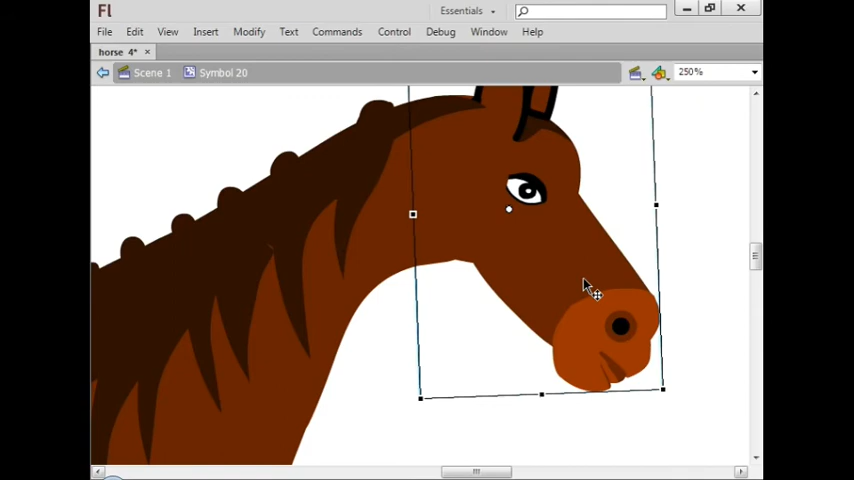 Fl
Essentials
File Edit View Insert Modify Text Commands Control Debug Window Help
horse 4* ×
Scene 1 Symbol 20 250%